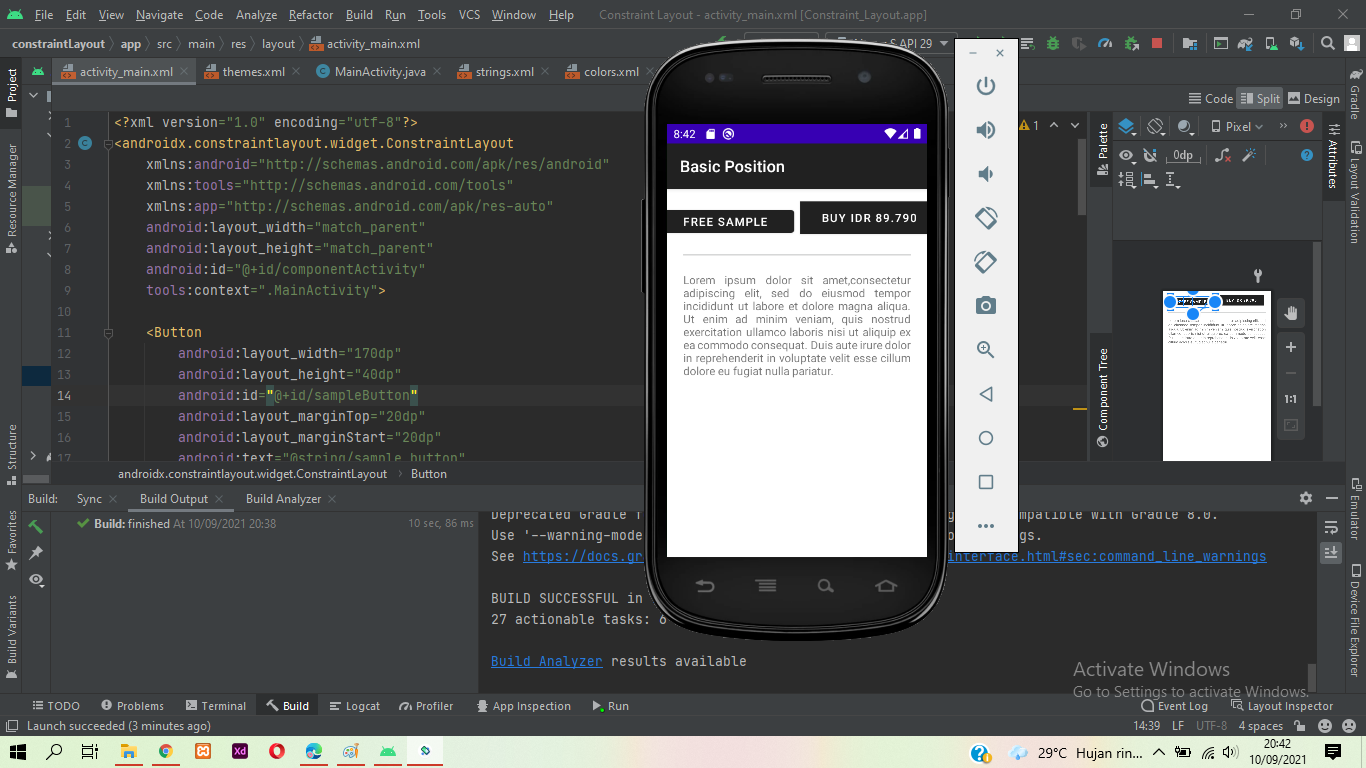 File Edit View Navigate Code Analyze Refactor Build Run Tools VCS Window Help Constraint Layout - activity_main.xml [Constraint_Layout.app]
constraintLayout app src main res layout activity_main.xml
S API 29
activity_main.xml themes.xml MainActivity.java strings.xml colors.xml
Code Split Design
Project
Resource Manager
Structure
Favorites
Build Variants
1 <?xml version="1.0" encoding="utf-8"?>
2 <androidx.constraintlayout.widget.ConstraintLayout
3 xmlns:android="http://schemas.android.com/apk/res/android"
4 xmlns:tools="http://schemas.android.com/tools"
5 xmlns:app="http://schemas.android.com/apk/res-auto"
6 android:layout_width="match_parent"
7 android:layout_height="match_parent"
8 android:id="@+id/componentActivity"
9 tools:context=".MainActivity">
10
11 <Button
12 android:layout_width="170dp"
13 android:layout_height="40dp"
14 android:id="@+id/sampleButton"
15 android:layout_marginTop="20dp"
16 android:layout_marginStart="20dp"
17 android:text="@string/sample_button"
androidx.constraintlayout.widget.ConstraintLayout Button
8:42
Basic Position
FREE SAMPLE BUY IDR 89.790
Lorem ipsum dolor sit amet,consectetur
adipiscing elit, sed do eiusmod tempor
incididunt ut labore et dolore magna aliqua.
Ut enim ad minim veniam, quis nostrud
exercitation ullamco laboris nisi ut aliquip ex
ea commodo consequat. Duis aute irure dolor
in reprehenderit in voluptate velit esse cillum
dolore eu fugiat nulla pariatur.
1
Palette
Component Tree
Pixel
0dp
1:1
Attributes
Gradle
Layout Validation
Emulator
Device File Explorer
Build: Sync Build Output Build Analyzer
Build: finished At 10/09/2021 20:38 10 sec, 86 ms
Deprecated Gradle f compatible with Gradle 8.0.
Use '--warning-mode gs.
See https://docs.gr interface.html#sec:command_line_warnings
BUILD SUCCESSFUL in
27 actionable tasks: 6
Build Analyzer results available
Activate Windows
Go to Settings to activate Windows.
TODO Problems Terminal Build Logcat Profiler App Inspection Run Event Log Layout Inspector
Launch succeeded (3 minutes ago) 14:39 LF UTF-8 4 spaces
29°C Hujan rin... 20:42
10/09/2021